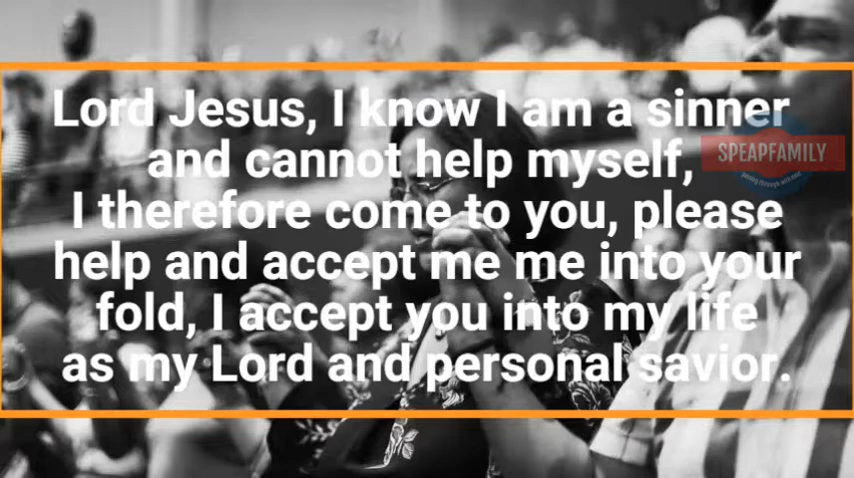 Lord Jesus, I know I am a sinner
and cannot help myself,
SPEAPFAMILY
I therefore come to you, please
help and accept me me into your
fold, I accept you into my life
as my Lord and personal savior.